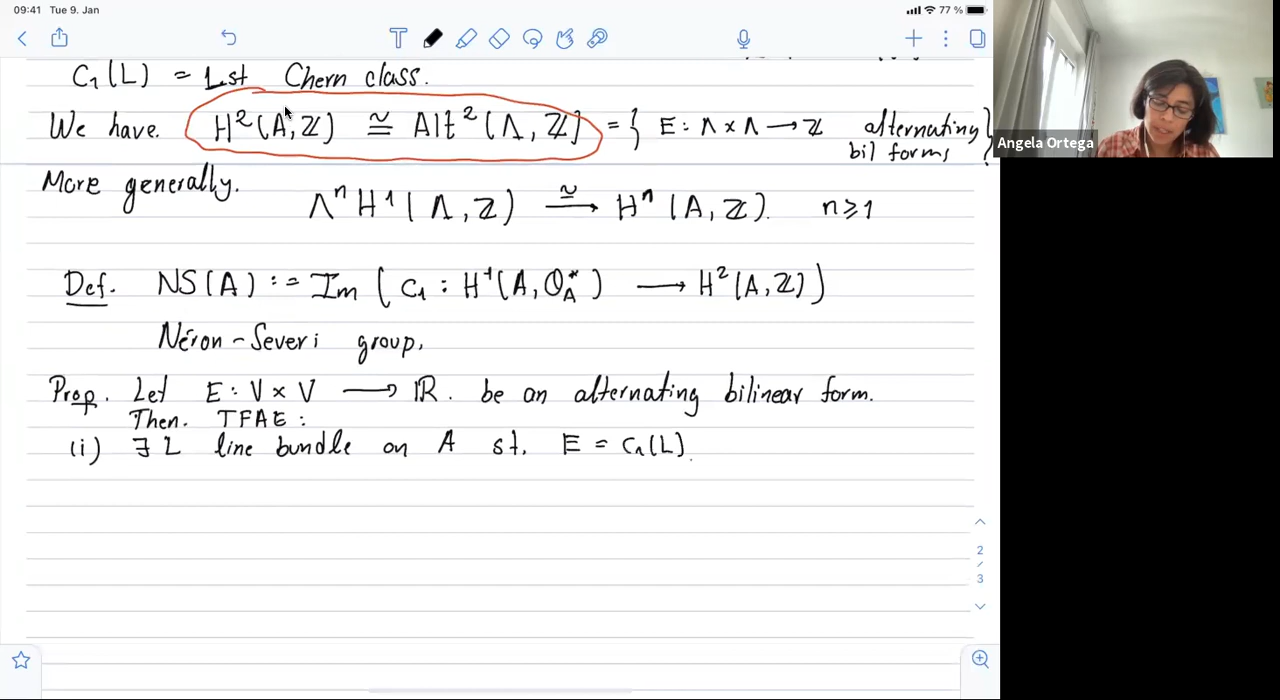 09:41 Tue 9. Jan
77 %
T
C₁(L) = 1st Chern class.
We have. H²(A,ℤ) ≅ Alt²(Λ,ℤ) = { E : Λ × Λ → ℤ alternating
bil forms }
Angela Ortega
More generally.
Λⁿ H¹(Λ,ℤ) ≅→ Hⁿ(A,ℤ). n ≥ 1
Def. NS(A) := Im ( c₁ : H¹(A, O_A^*) → H²(A,ℤ) )
Néron-Severi group.
Prop. Let E : V × V → ℝ. be an alternating bilinear form.
Then. TFAE :
(i) ∃ L line bundle on A st. E = c₁(L).
2
/
3